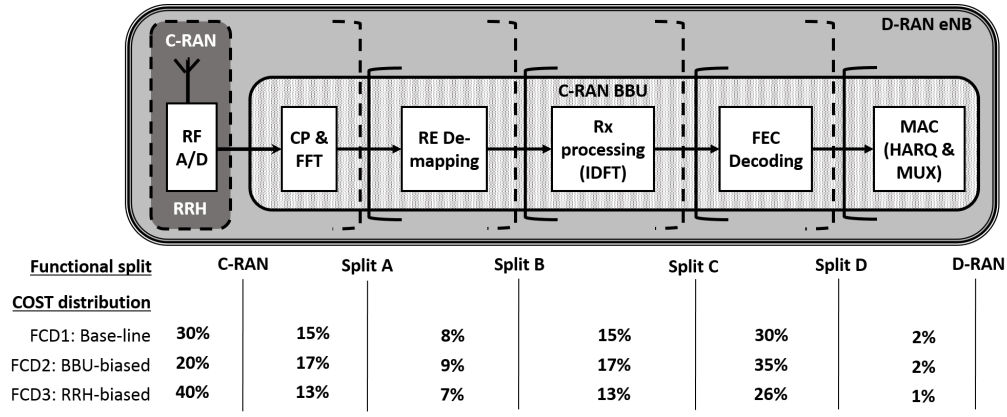 D-RAN eNB
C-RAN
C-RAN BBU
RF
A/D
CP &
FFT
RE De-
mapping
Rx
processing
(IDFT)
FEC
Decoding
MAC
(HARQ &
MUX)
RRH
Functional split C-RAN Split A Split B Split C Split D D-RAN
COST distribution
FCD1: Base-line 30% 15% 8% 15% 30% 2%
FCD2: BBU-biased 20% 17% 9% 17% 35% 2%
FCD3: RRH-biased 40% 13% 7% 13% 26% 1%